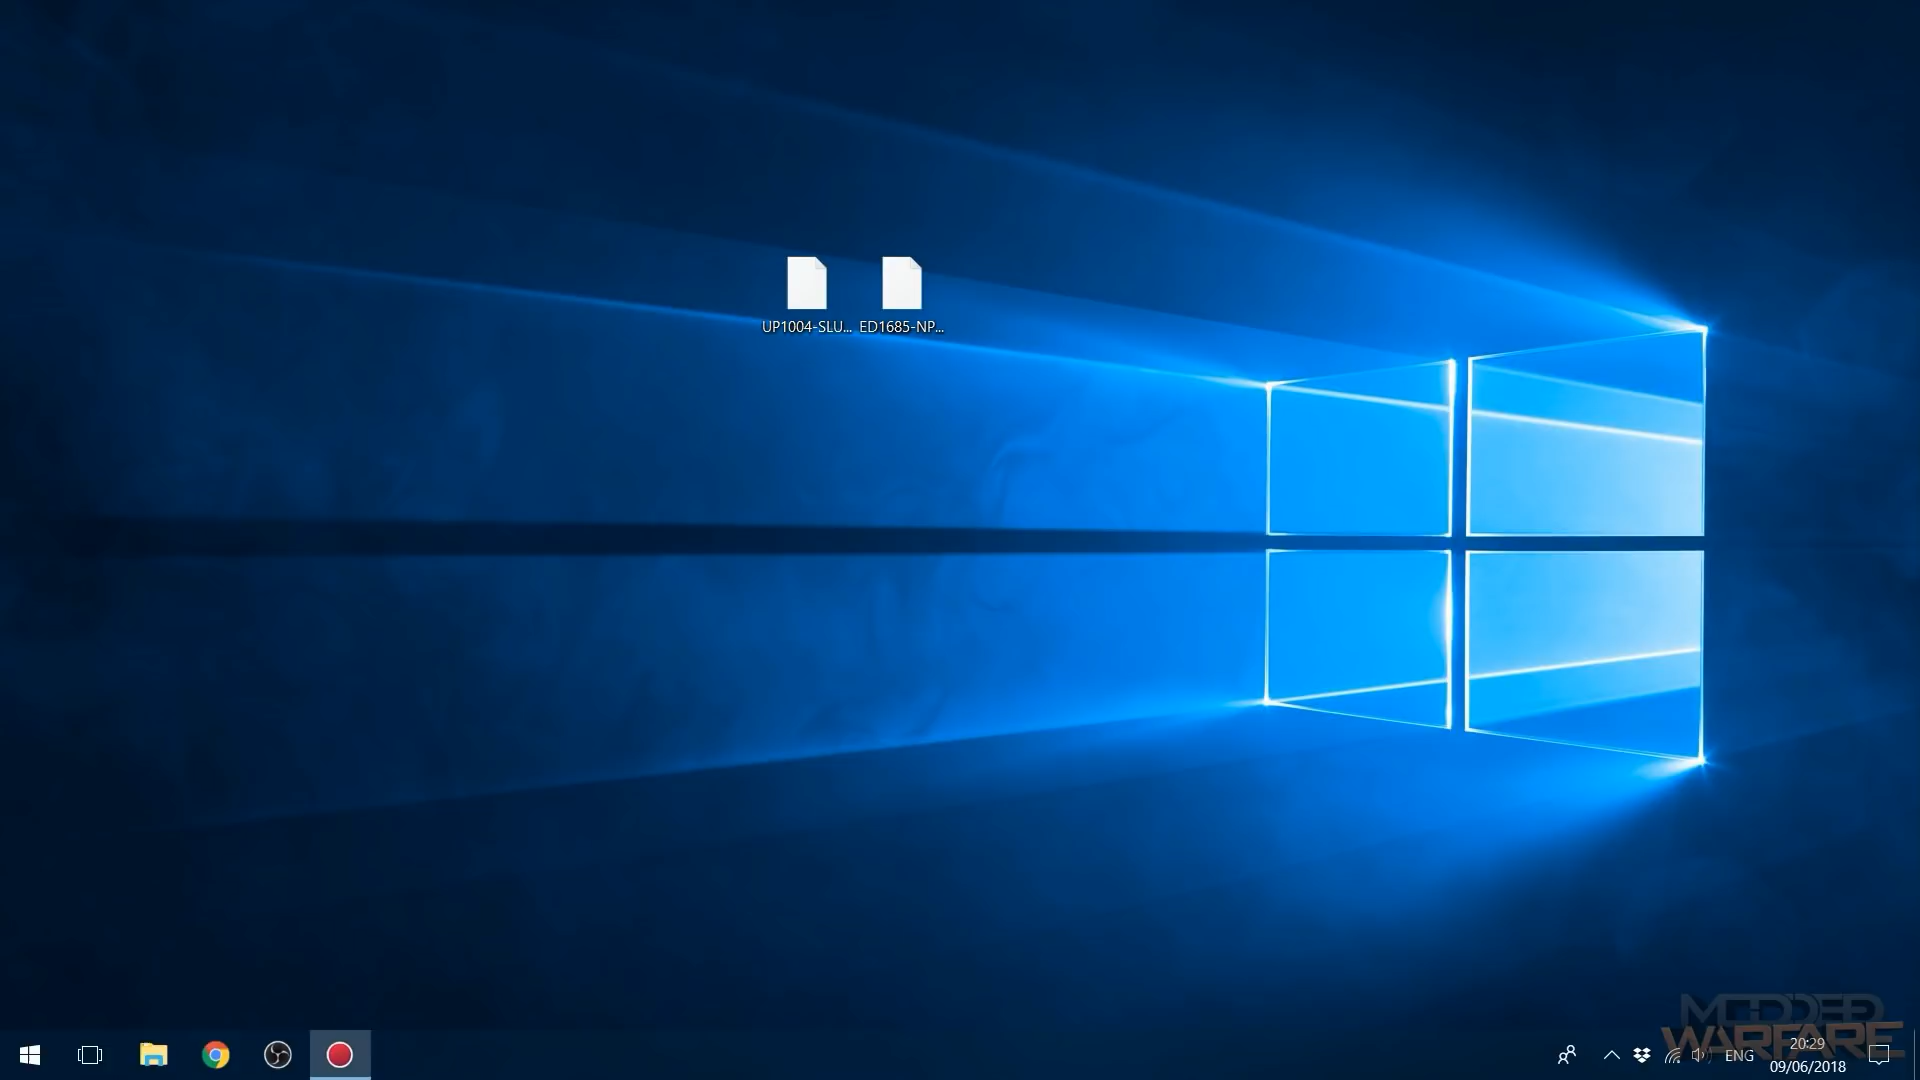 UP1004-SLU... ED1685-NP...
MODDED
WARFARE
ENG
20:29
09/06/2018